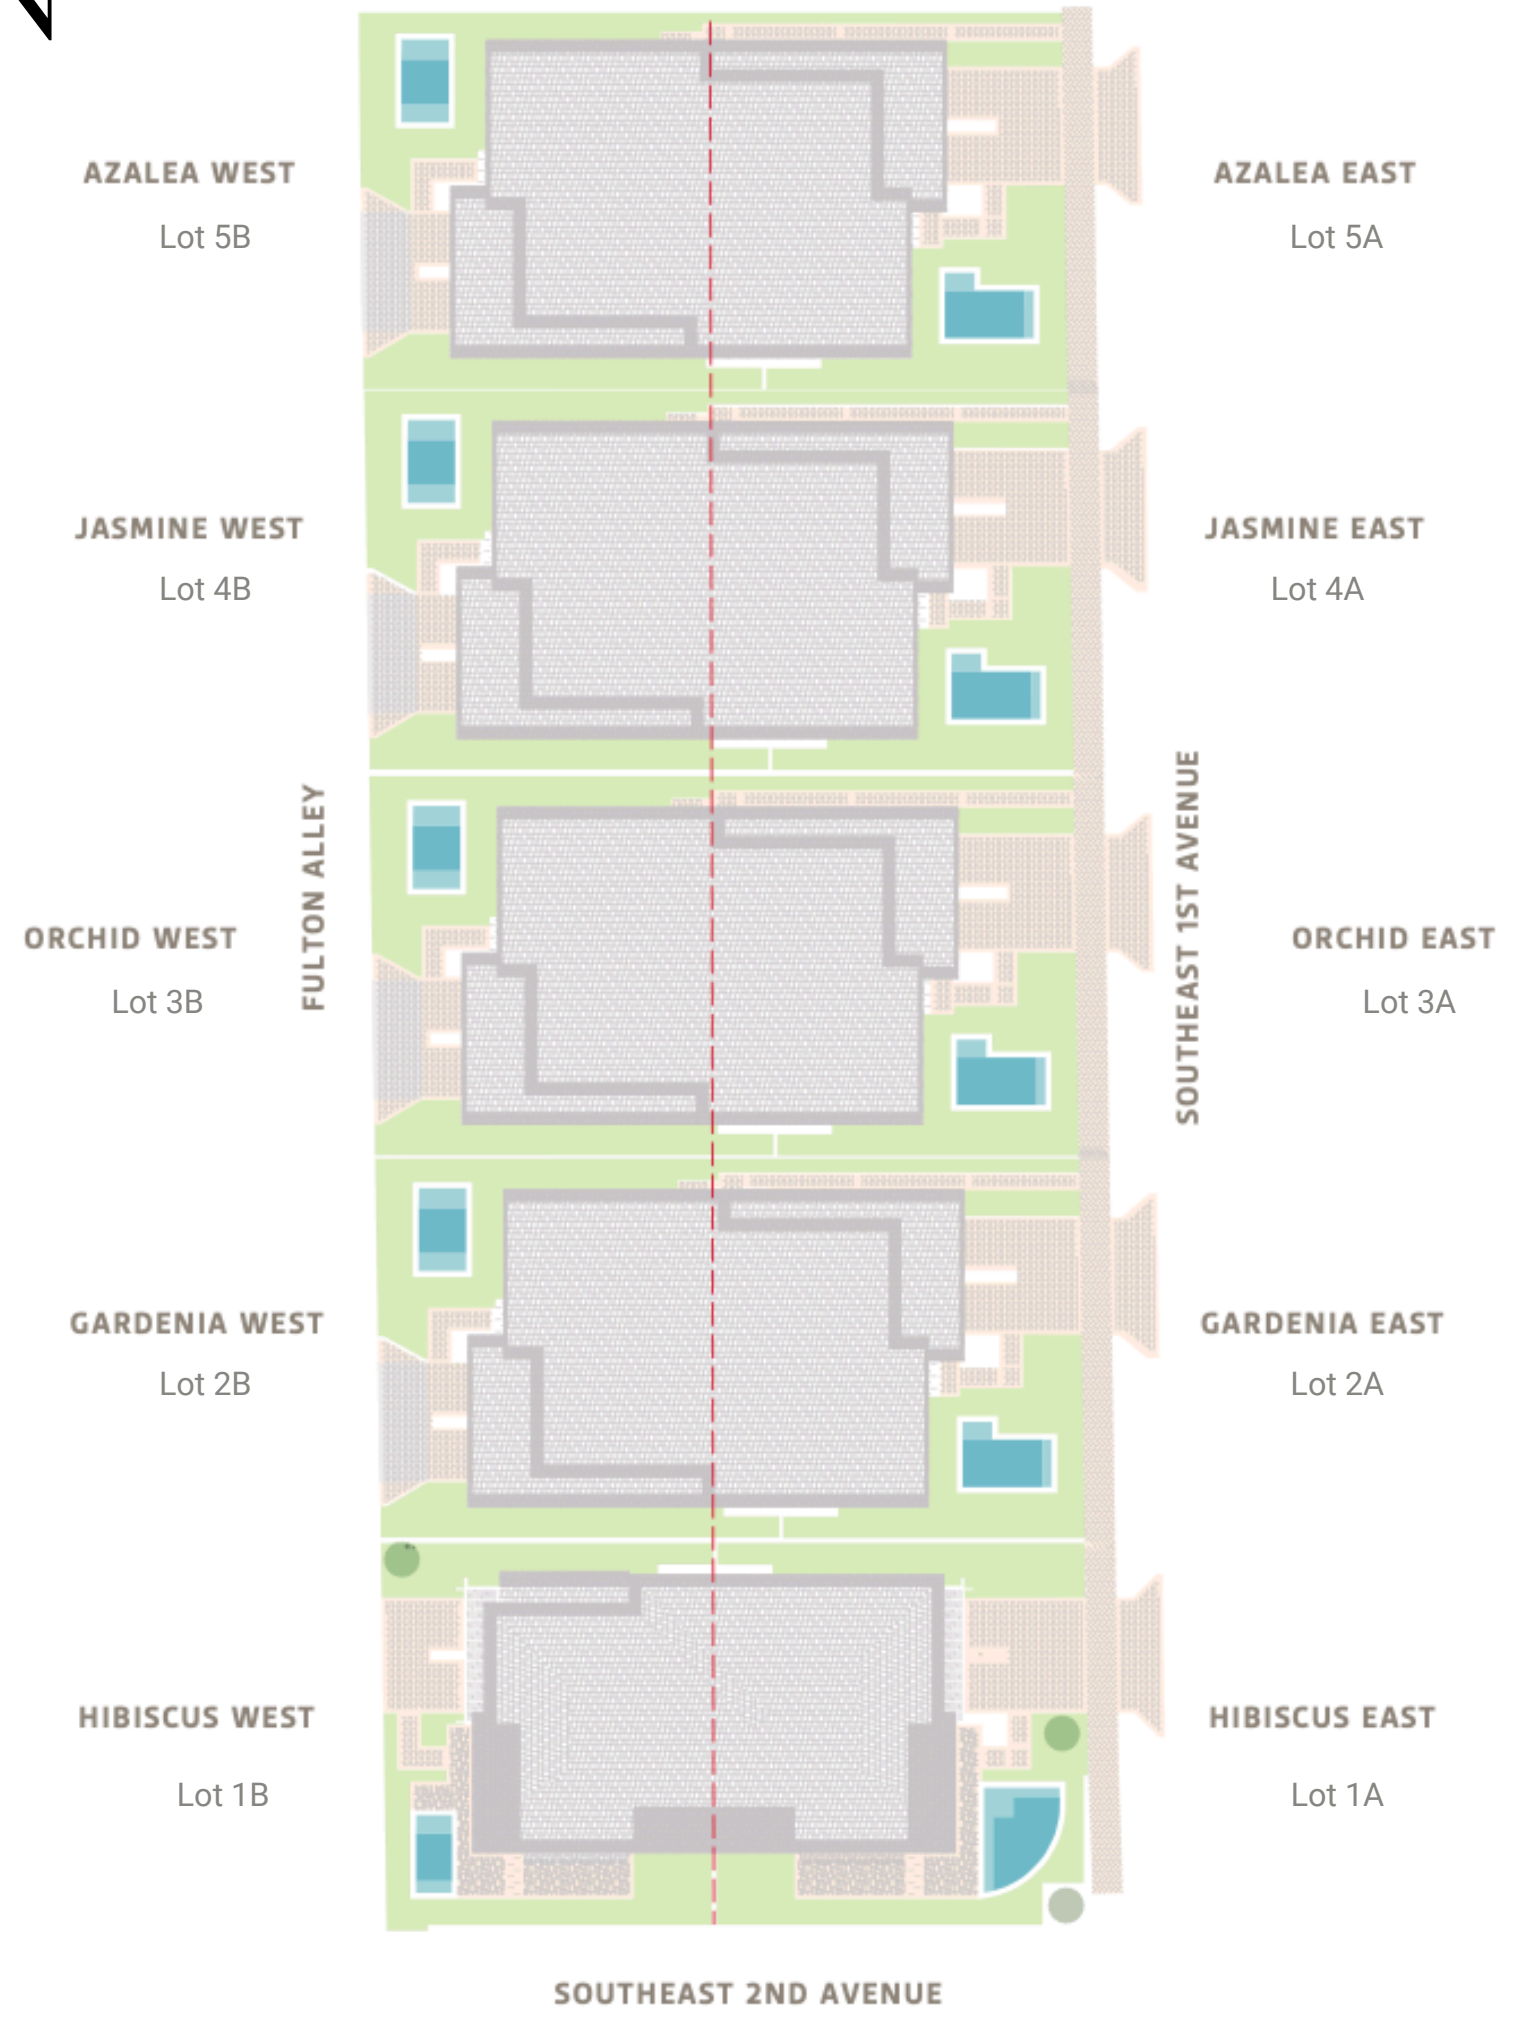 AZALEA WEST
Lot 5B
AZALEA EAST
Lot 5A
JASMINE WEST
Lot 4B
JASMINE EAST
Lot 4A
FULTON ALLEY
SOUTHEAST 1ST AVENUE
ORCHID WEST
Lot 3B
ORCHID EAST
Lot 3A
GARDENIA WEST
Lot 2B
GARDENIA EAST
Lot 2A
HIBISCUS WEST
Lot 1B
HIBISCUS EAST
Lot 1A
SOUTHEAST 2ND AVENUE